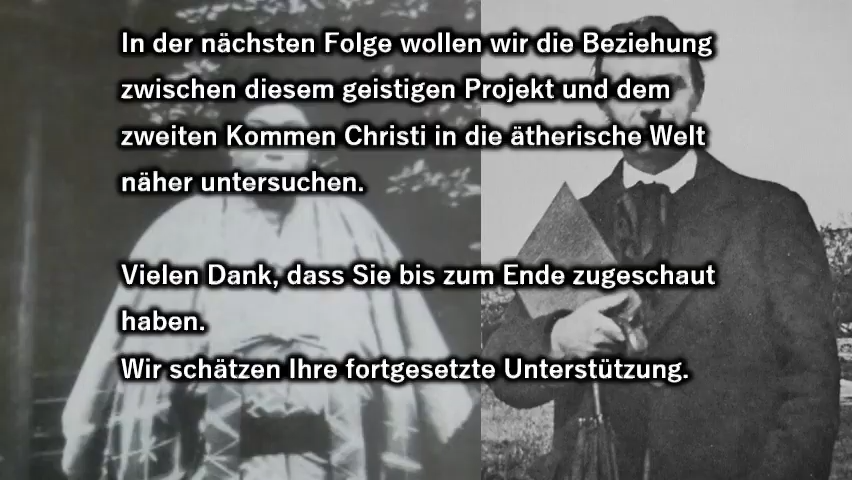 In der nächsten Folge wollen wir die Beziehung
zwischen diesem geistigen Projekt und dem
zweiten Kommen Christi in die ätherische Welt
näher untersuchen.
Vielen Dank, dass Sie bis zum Ende zugeschaut
haben.
Wir schätzen Ihre fortgesetzte Unterstützung.